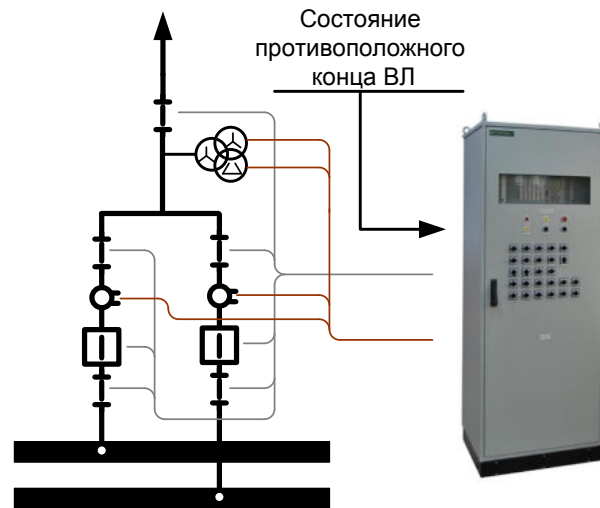 Состояние
противоположного
конца ВЛ